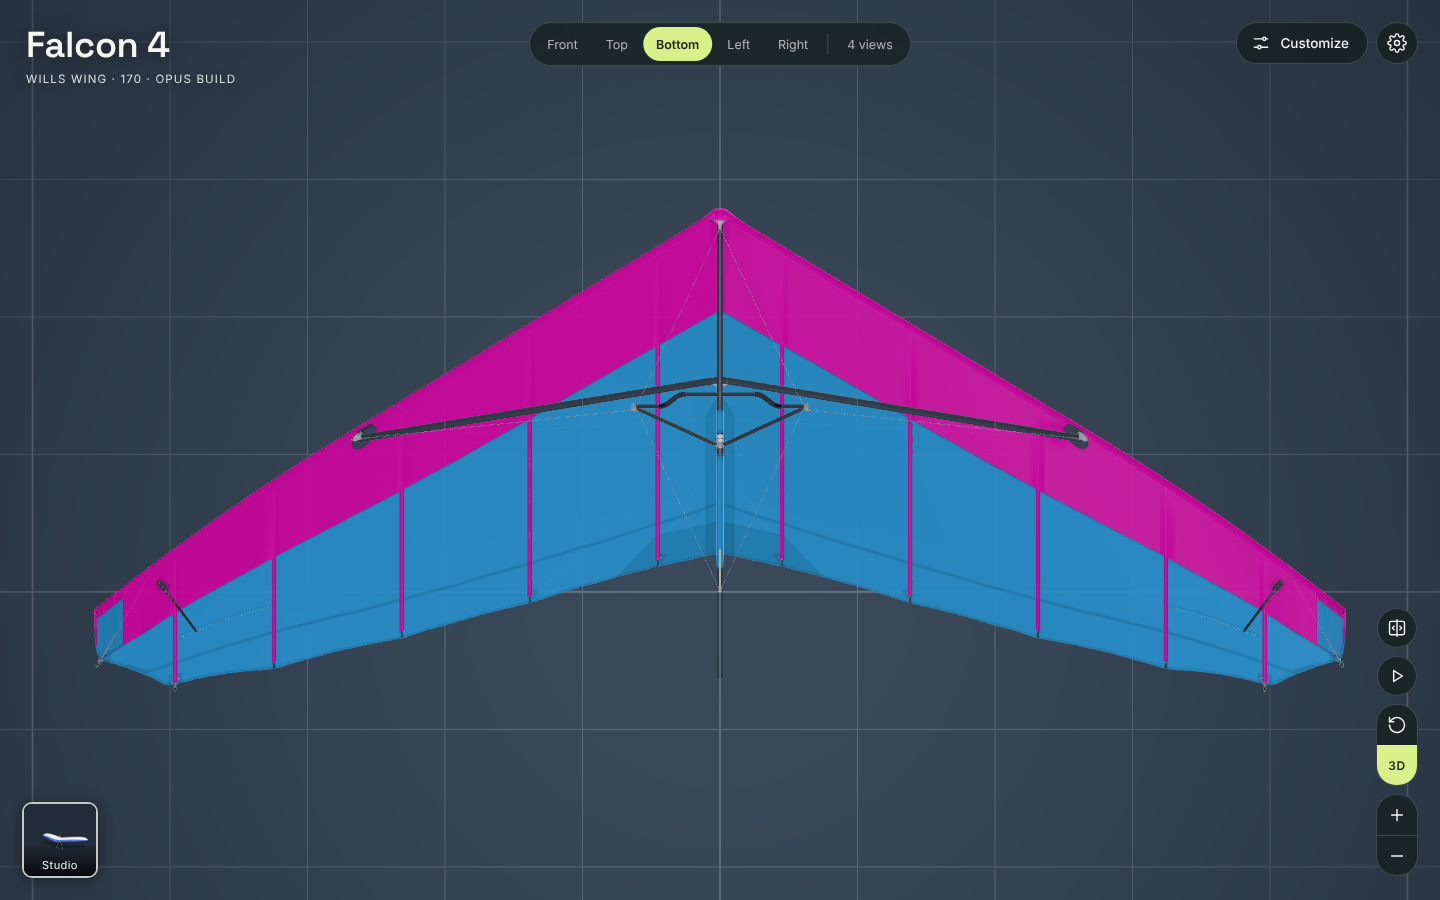 Falcon 4
WILLS WING · 170 · OPUS BUILD
Front Top Bottom Left Right 4 views
Customize
3D
Studio